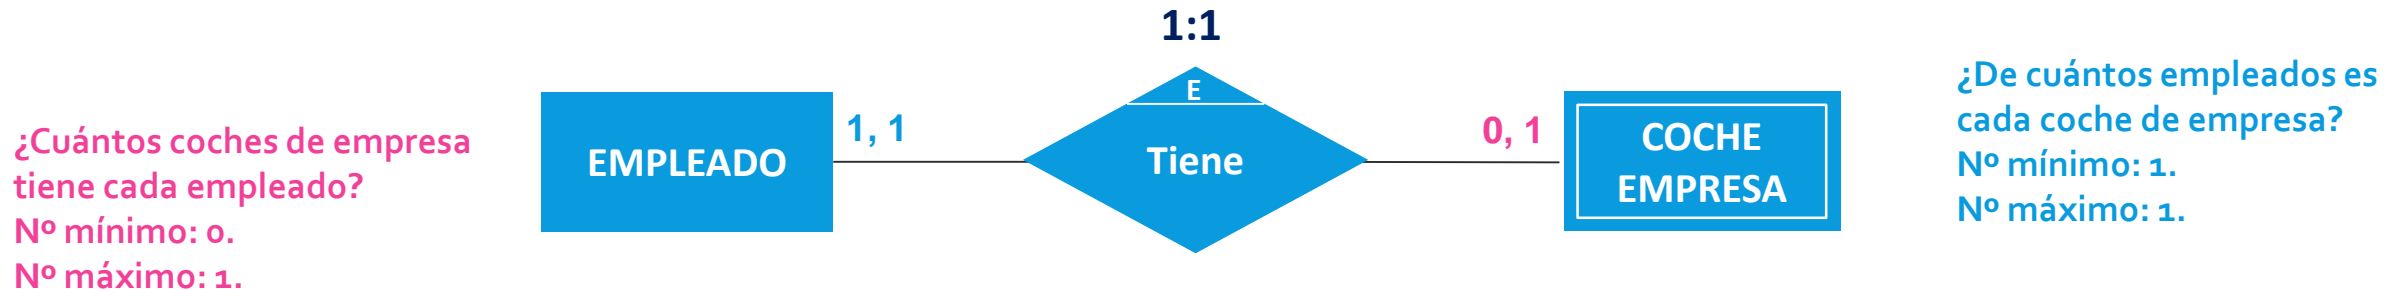 ¿Cuántos coches de empresa
tiene cada empleado?
Nº mínimo: 0.
Nº máximo: 1.
EMPLEADO
1, 1
1:1
E
Tiene
0, 1
COCHE
EMPRESA
¿De cuántos empleados es
cada coche de empresa?
Nº mínimo: 1.
Nº máximo: 1.